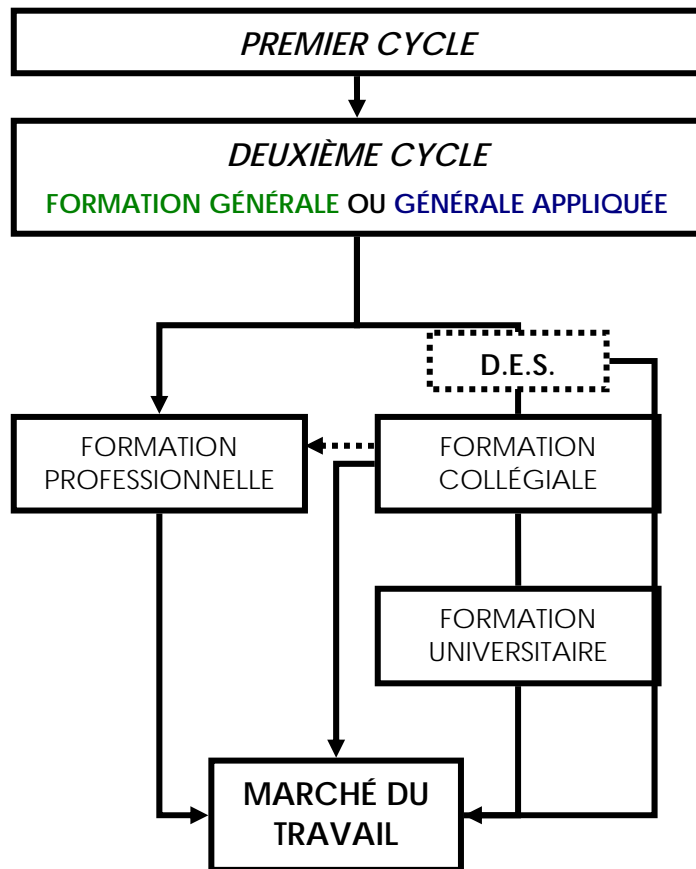 PREMIER CYCLE
DEUXIÈME CYCLE
FORMATION GÉNÉRALE OU GÉNÉRALE APPLIQUÉE
D.E.S.
FORMATION
PROFESSIONNELLE
FORMATION
COLLÉGIALE
FORMATION
UNIVERSITAIRE
MARCHÉ DU
TRAVAIL